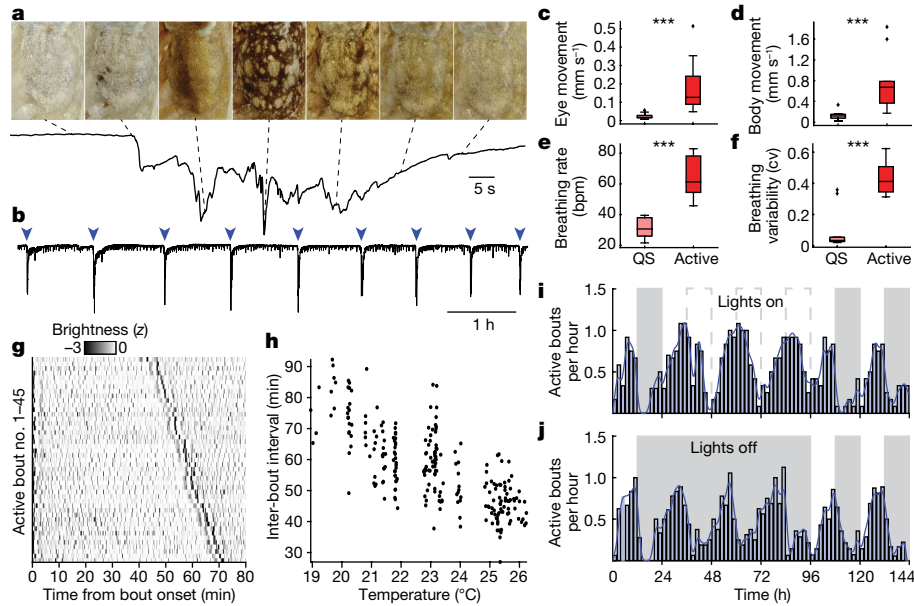 a
5 s
b
1 h
c
***
Eye movement
(mm s⁻¹)
0.5
0.4
0.3
0.2
0.1
0
d
***
Body movement
(mm s⁻¹)
1.6
1.2
0.8
0.4
0
e
***
Breathing rate
(bpm)
80
60
40
20
QS Active
f
***
Breathing
variability (cv)
0.6
0.4
0.2
0
QS Active
g
Brightness (z)
−3 0
Active bout no. 1–45
0 10 20 30 40 50 60 70 80
Time from bout onset (min)
h
Inter-bout interval (min)
90
80
70
60
50
40
30
19 20 21 22 23 24 25 26
Temperature (°C)
i
Lights on
Active bouts
per hour
1.5
1.0
0.5
j
Lights off
Active bouts
per hour
1.5
1.0
0.5
0 24 48 72 96 120 144
Time (h)